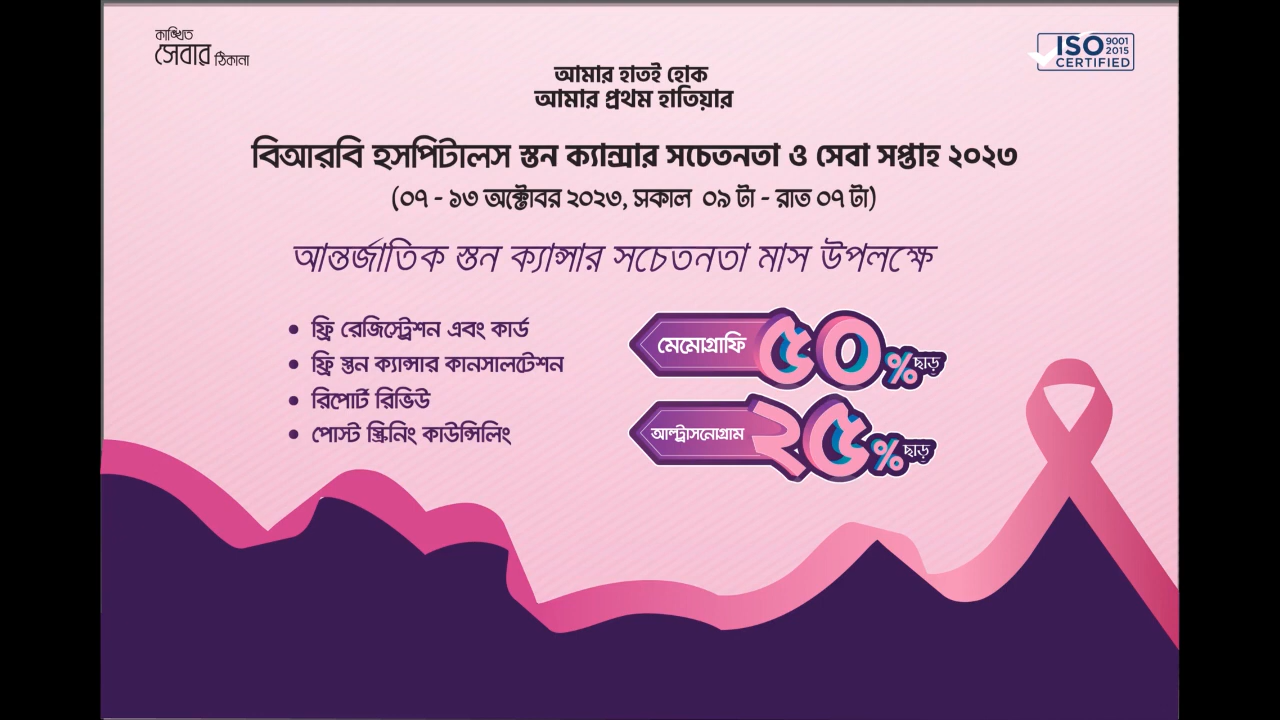 কাঙ্খিত
সেবার ঠিকানা
ISO 9001 2015 CERTIFIED
আমার হাতই হোক
আমার প্রথম হাতিয়ার
বিআরবি হসপিটালস স্তন ক্যান্সার সচেতনতা ও সেবা সপ্তাহ ২০২৩
(০৭ - ১৩ অক্টোবর ২০২৩, সকাল ০৯ টা - রাত ০৭ টা)
আন্তর্জাতিক স্তন ক্যান্সার সচেতনতা মাস উপলক্ষে
• ফ্রি রেজিস্ট্রেশন এবং কার্ড
• ফ্রি স্তন ক্যান্সার কানসালটেশন
• রিপোর্ট রিভিউ
• পোস্ট স্ক্রিনিং কাউন্সিলিং
মেমোগ্রাফি ৫০% ছাড়
আল্ট্রাসনোগ্রাম ২৫% ছাড়